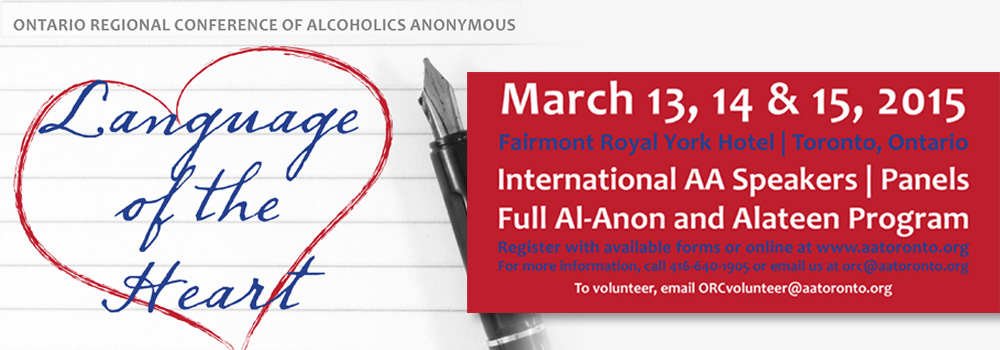 ONTARIO REGIONAL CONFERENCE OF ALCOHOLICS ANONYMOUS
Language
of the
Heart
March 13, 14 & 15, 2015
Fairmont Royal York Hotel | Toronto, Ontario
International AA Speakers | Panels
Full Al-Anon and Alateen Program
Register with available forms or online at www.aatoronto.org
For more information, call 416-640-1905 or email us at orc@aatoronto.org
To volunteer, email ORCvolunteer@aatoronto.org